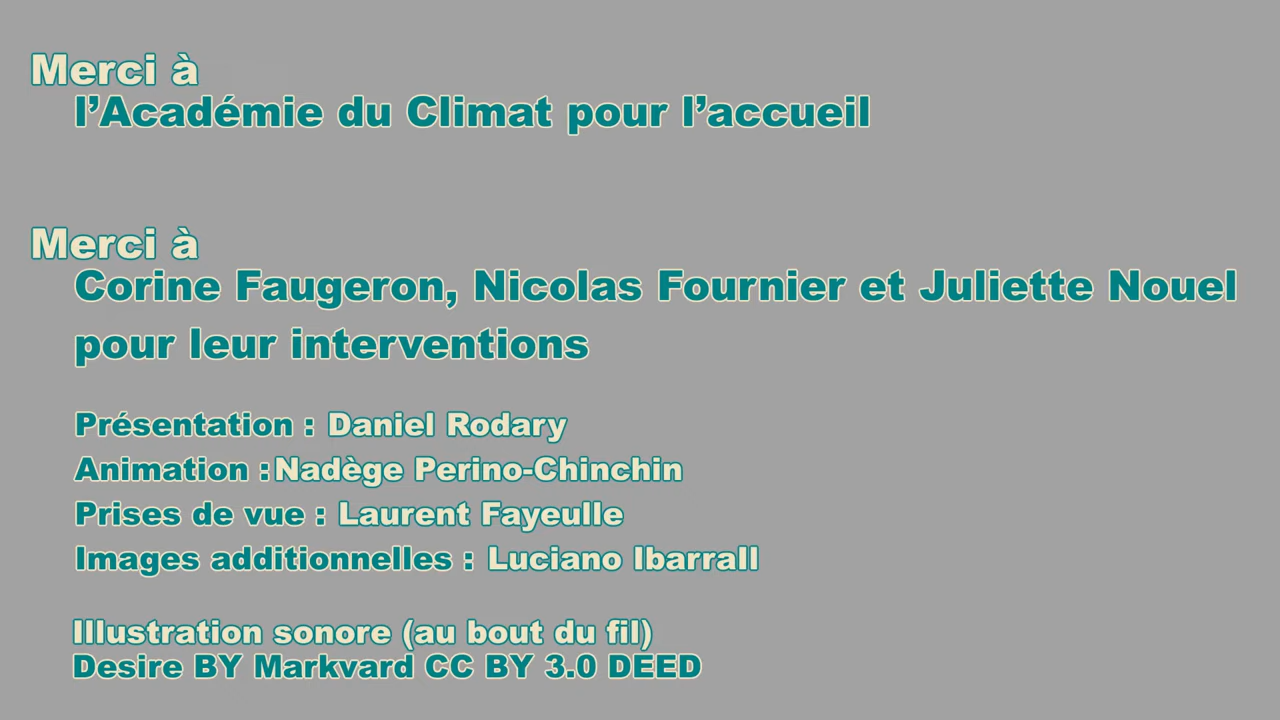 Merci à
l’Académie du Climat pour l’accueil
Merci à
Corine Faugeron, Nicolas Fournier et Juliette Nouel
pour leur interventions
Présentation : Daniel Rodary
Animation : Nadège Perino-Chinchin
Prises de vue : Laurent Fayeulle
Images additionnelles : Luciano Ibarrall
Illustration sonore (au bout du fil)
Desire BY Markvard CC BY 3.0 DEED